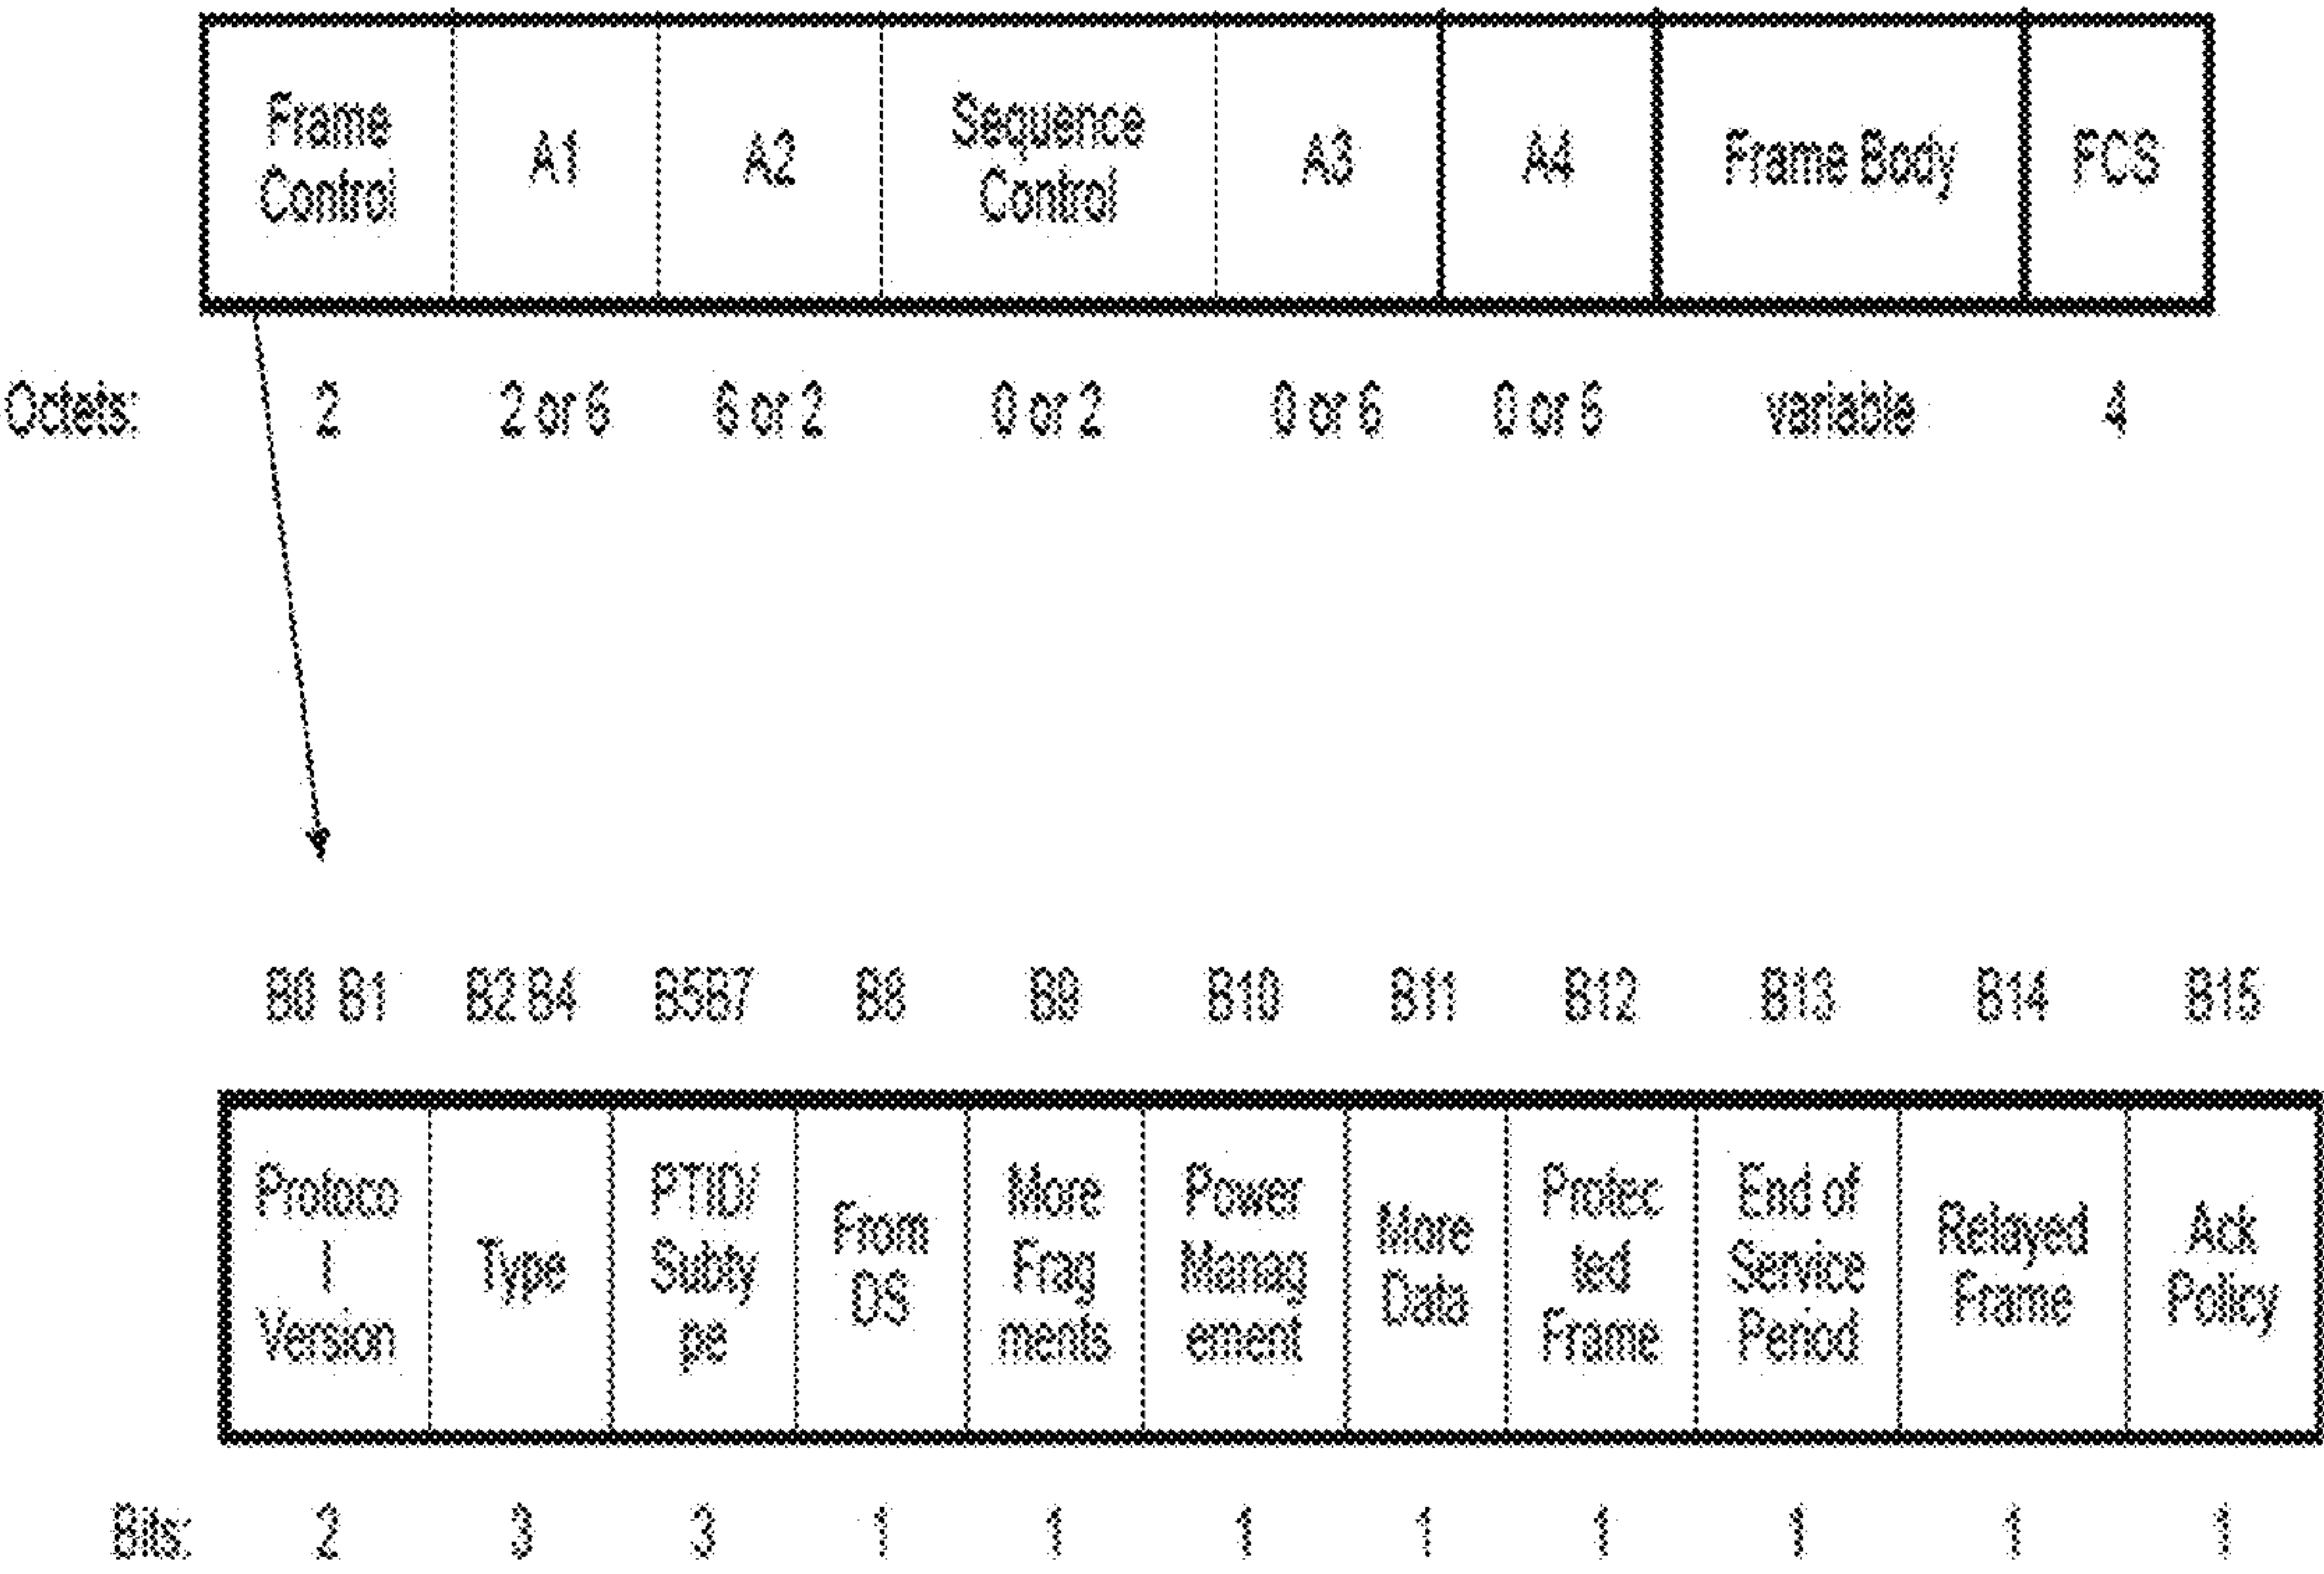 Frame
Control
A1
A2
Sequence
Control
A3
A4
Frame Body
FCS
Octets:
2
2 or 6
6 or 2
0 or 2
0 or 6
0 or 6
variable
4
B0 B1
B2 B4
B5B7
B8
B9
B10
B11
B12
B13
B14
B15
Protoco
l
Version
Type
PTID/
Subty
pe
From
DS
More
Frag
ments
Power
Manag
ement
More
Data
Protec
ted
Frame
End of
Service
Period
Relayed
Frame
Ack
Policy
Bits:
2
3
3
1
1
1
1
1
1
1
1